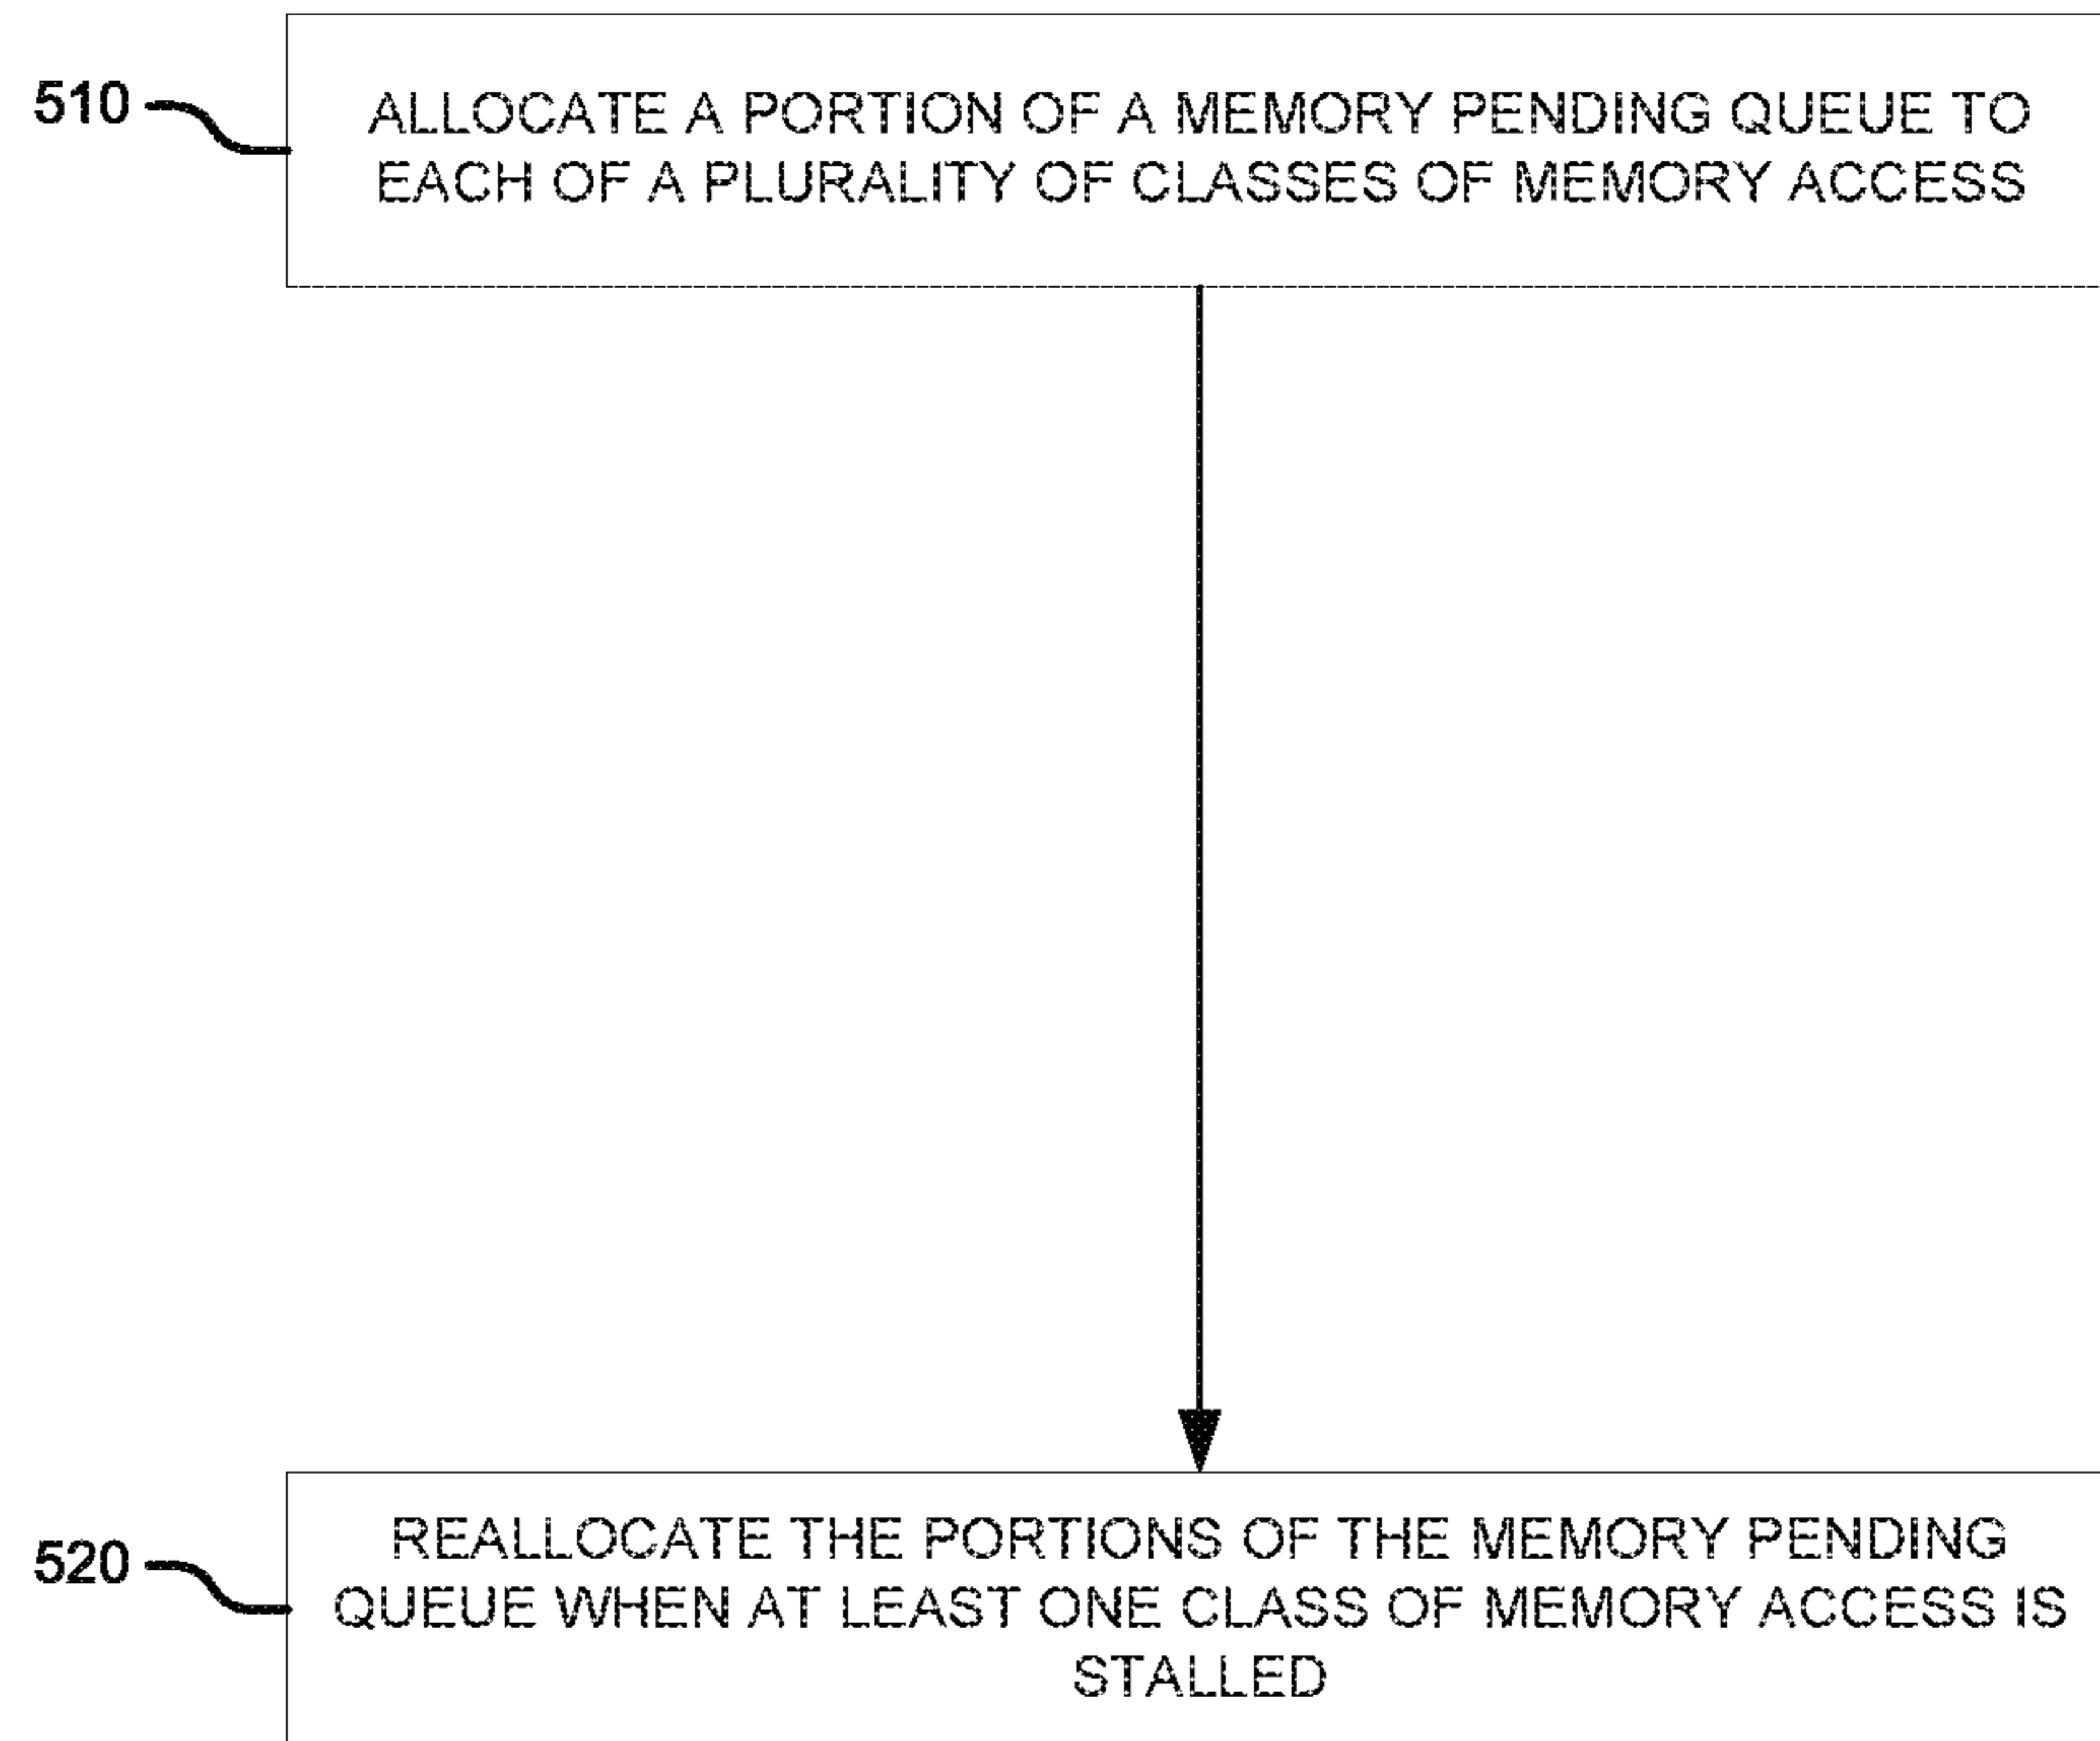 510
ALLOCATE A PORTION OF A MEMORY PENDING QUEUE TO
EACH OF A PLURALITY OF CLASSES OF MEMORY ACCESS
520
REALLOCATE THE PORTIONS OF THE MEMORY PENDING
QUEUE WHEN AT LEAST ONE CLASS OF MEMORY ACCESS IS
STALLED